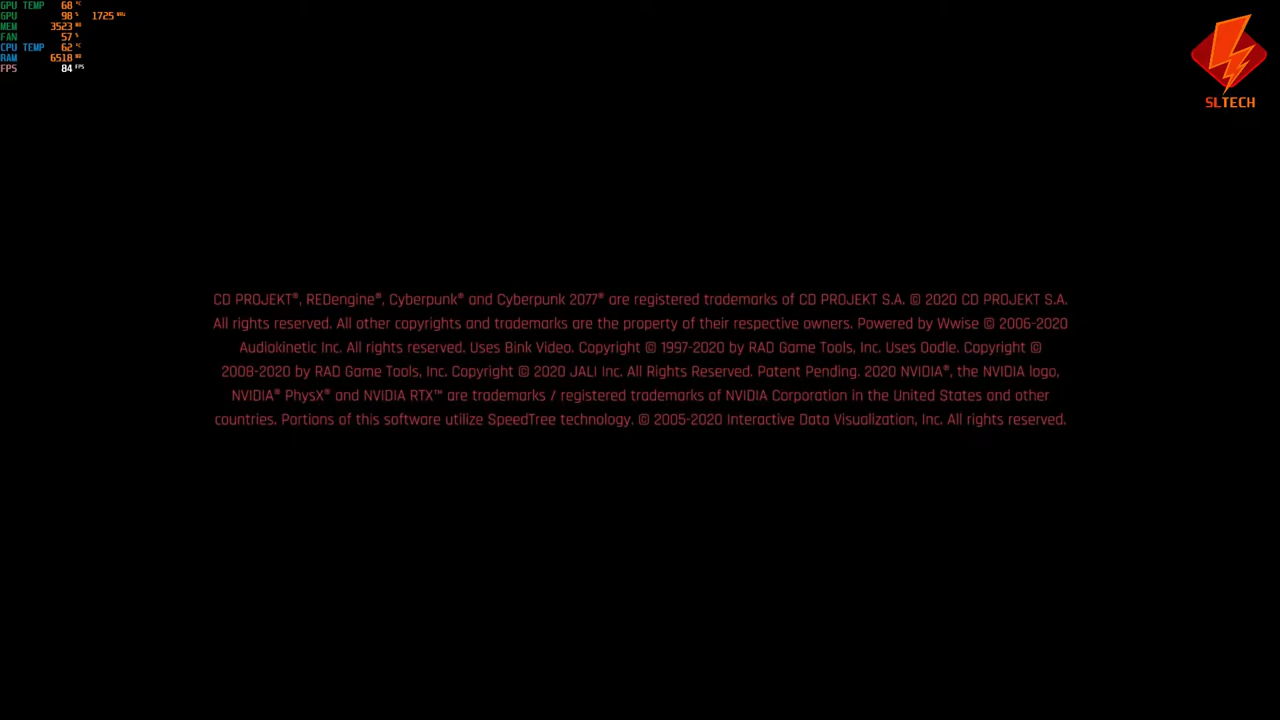 GPU TEMP 68 °C
GPU 98 % 1725 MHz
MEM 3523 MB
FAN 57 %
CPU TEMP 62 °C
RAM 6518 MB
FPS 84 FPS
SLTECH
CD PROJEKT®, REDengine®, Cyberpunk® and Cyberpunk 2077® are registered trademarks of CD PROJEKT S.A. © 2020 CD PROJEKT S.A.
All rights reserved. All other copyrights and trademarks are the property of their respective owners. Powered by Wwise © 2006-2020
Audiokinetic Inc. All rights reserved. Uses Bink Video. Copyright © 1997-2020 by RAD Game Tools, Inc. Uses Oodle. Copyright ©
2008-2020 by RAD Game Tools, Inc. Copyright © 2020 JALI Inc. All Rights Reserved. Patent Pending. 2020 NVIDIA®, the NVIDIA logo,
NVIDIA® PhysX® and NVIDIA RTX™ are trademarks / registered trademarks of NVIDIA Corporation in the United States and other
countries. Portions of this software utilize SpeedTree technology. © 2005-2020 Interactive Data Visualization, Inc. All rights reserved.